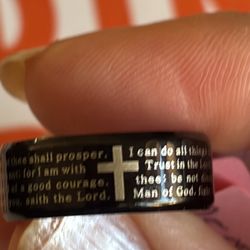 thee shall prosper.
for I am with
of a good courage.
saith the Lord.
I can do all things
Trust in the Lord
thee: be not
Man of God.